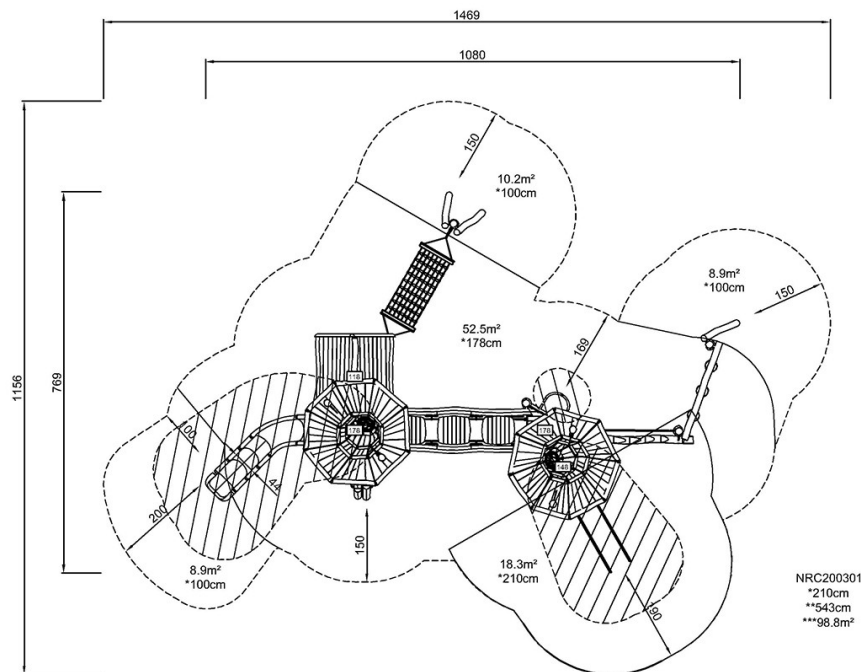 1469
1080
150
10.2m²
*100cm
8.9m²
*100cm
150
52.5m²
*178cm
169
1156
769
118
178
178
148
100
44
200
150
8.9m²
*100cm
18.3m²
*210cm
190
NRC200301
*210cm
**543cm
***98.8m²